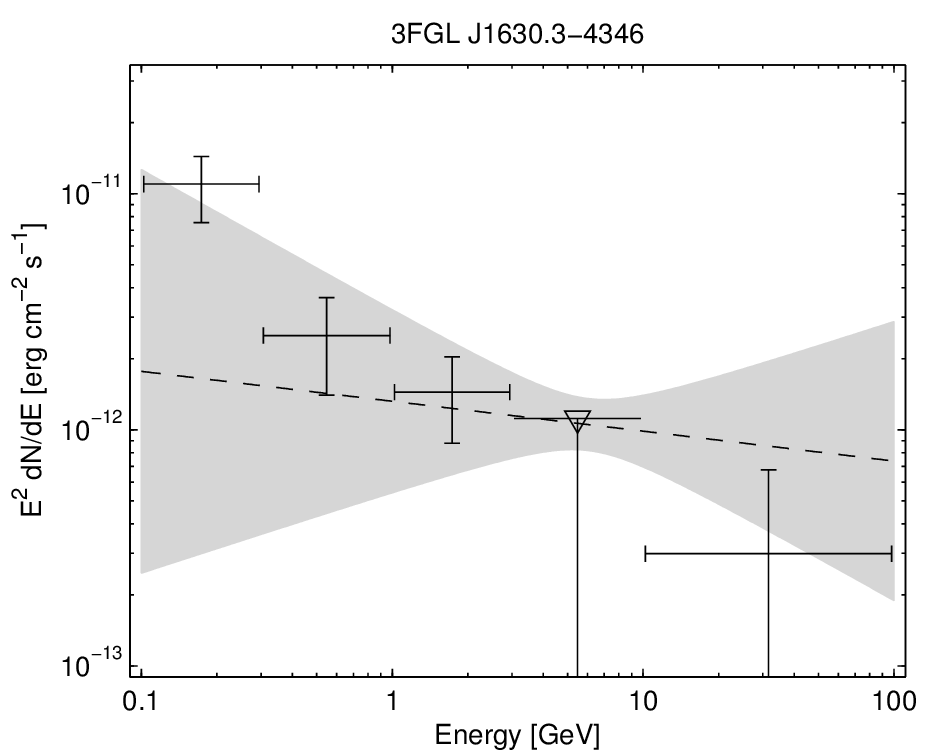 3FGL J1630.3−4346
10⁻¹¹
10⁻¹²
10⁻¹³
E² dN/dE [erg cm⁻² s⁻¹]
0.1 1 10 100
Energy [GeV]